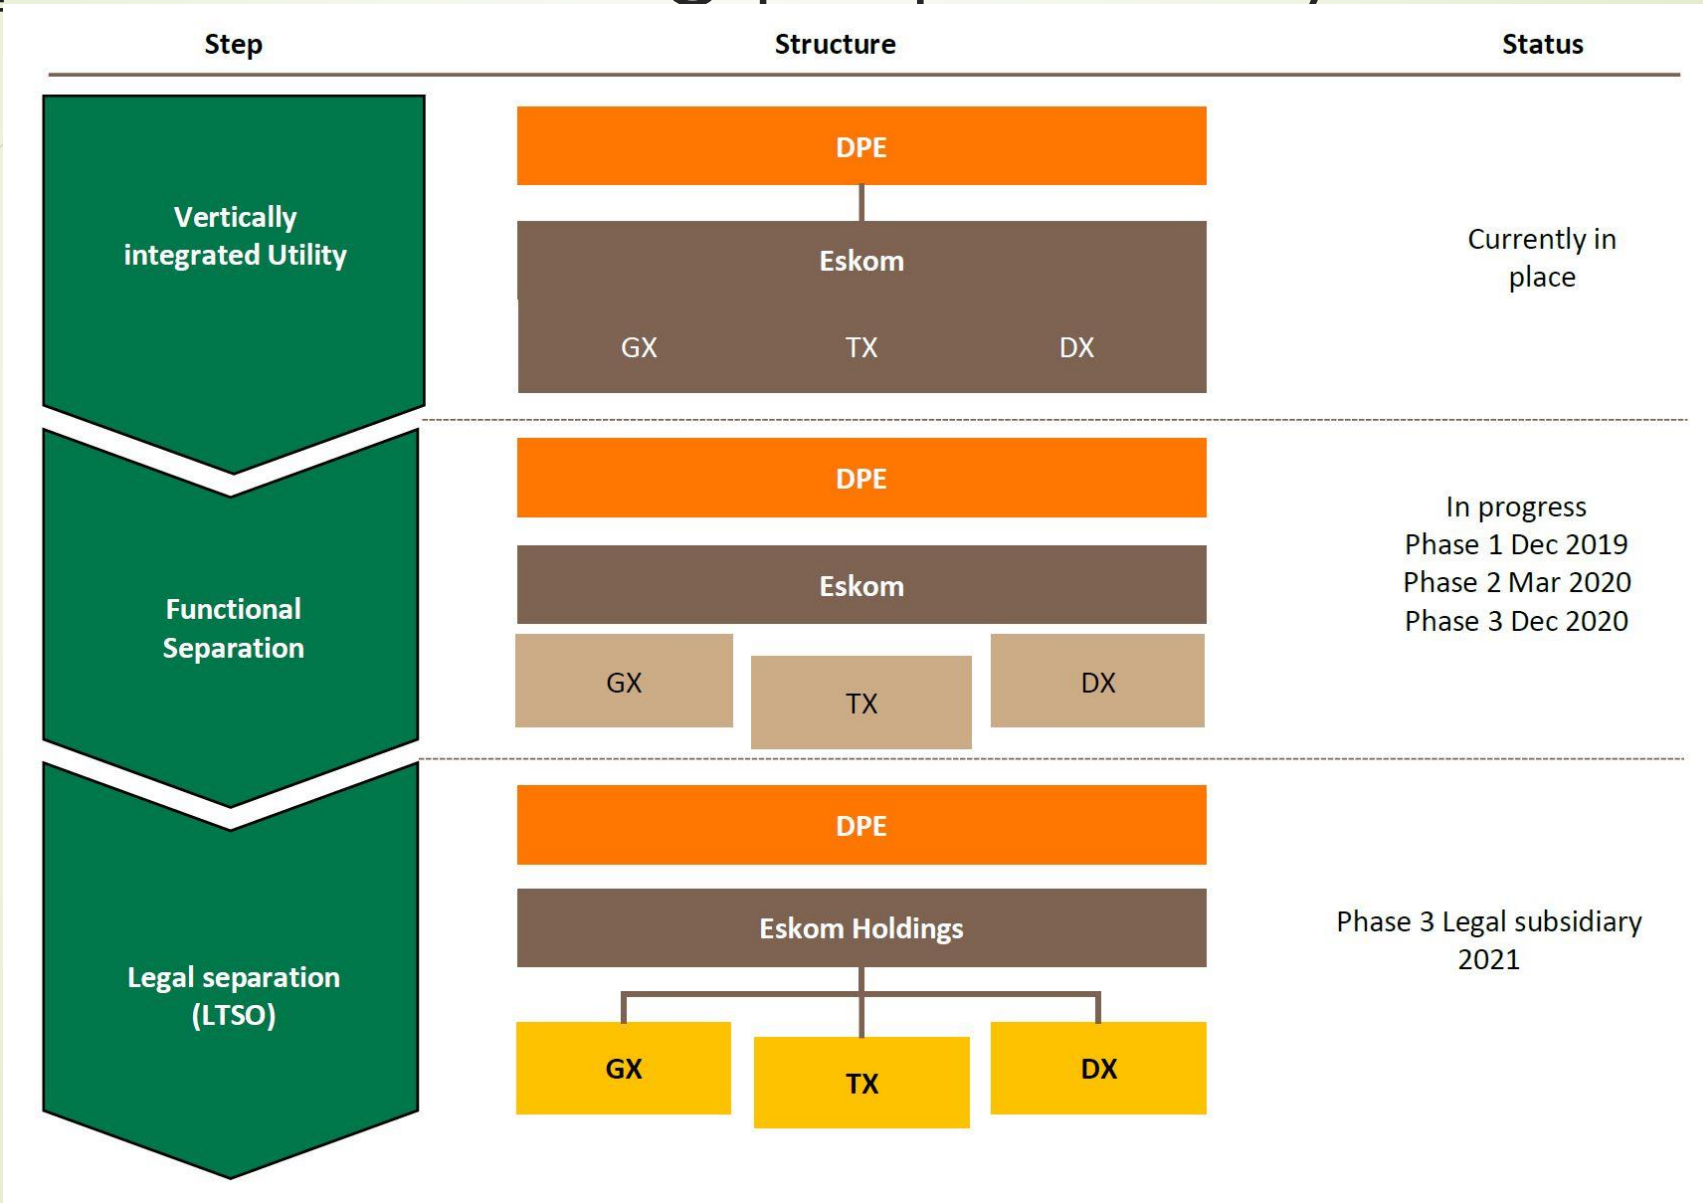 Step
Structure
Status
Vertically
integrated Utility
DPE
Eskom
GX
TX
DX
Currently in
place
Functional
Separation
DPE
Eskom
GX
TX
DX
In progress
Phase 1 Dec 2019
Phase 2 Mar 2020
Phase 3 Dec 2020
Legal separation
(LTSO)
DPE
Eskom Holdings
GX
TX
DX
Phase 3 Legal subsidiary
2021